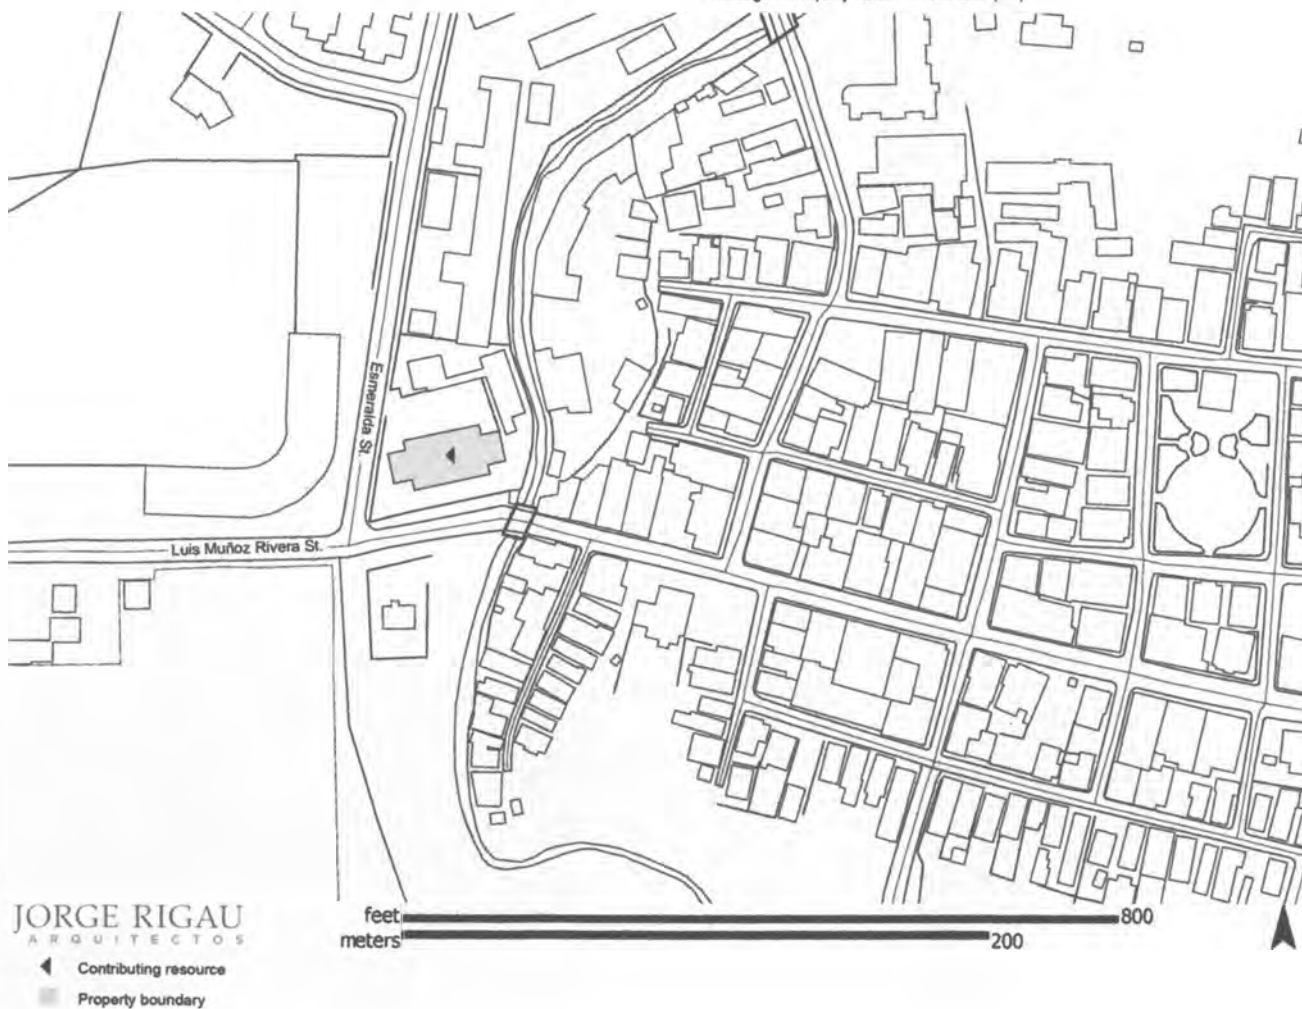 Esmeralda St.
Luis Muñoz Rivera St.
JORGE RIGAU
ARQUITECTOS
Contributing resource
Property boundary
feet
800
meters
200